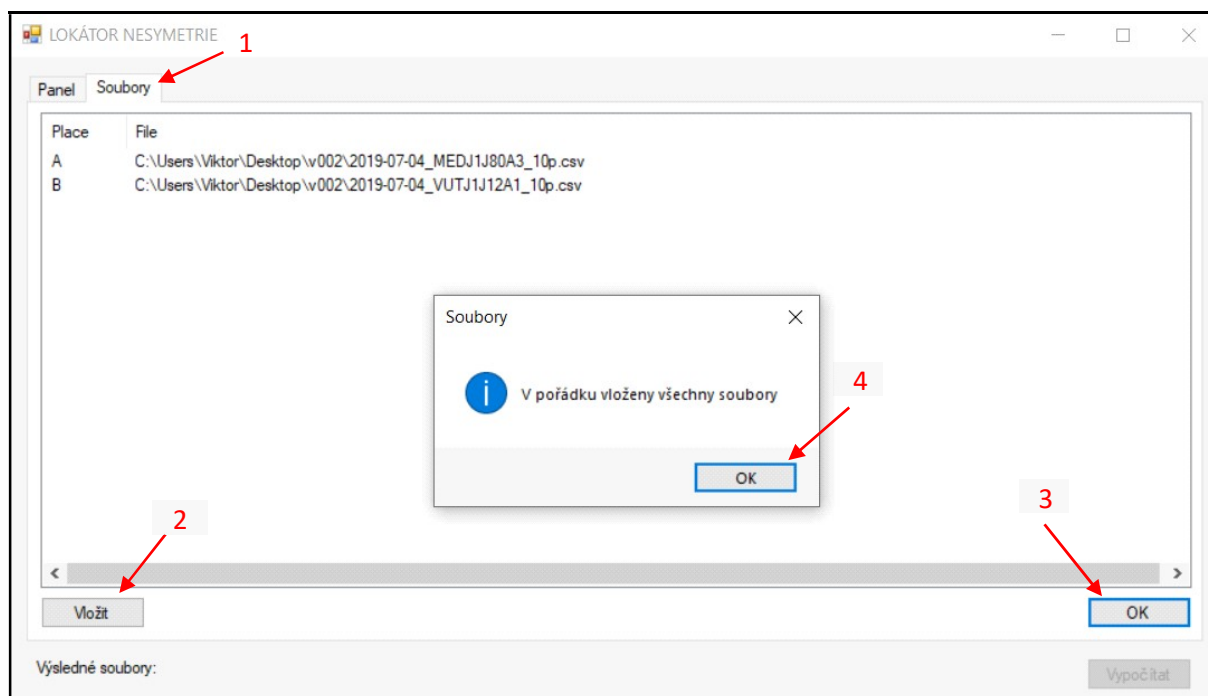 LOKÁTOR NESYMETRIE
1
Panel Soubory
Place File
A C:\Users\Viktor\Desktop\v002\2019-07-04_MEDJ1J80A3_10p.csv
B C:\Users\Viktor\Desktop\v002\2019-07-04_VUTJ1J12A1_10p.csv
Soubory
V pořádku vloženy všechny soubory
4
OK
3
2
Vložit
OK
Výsledné soubory:
Vypočítat